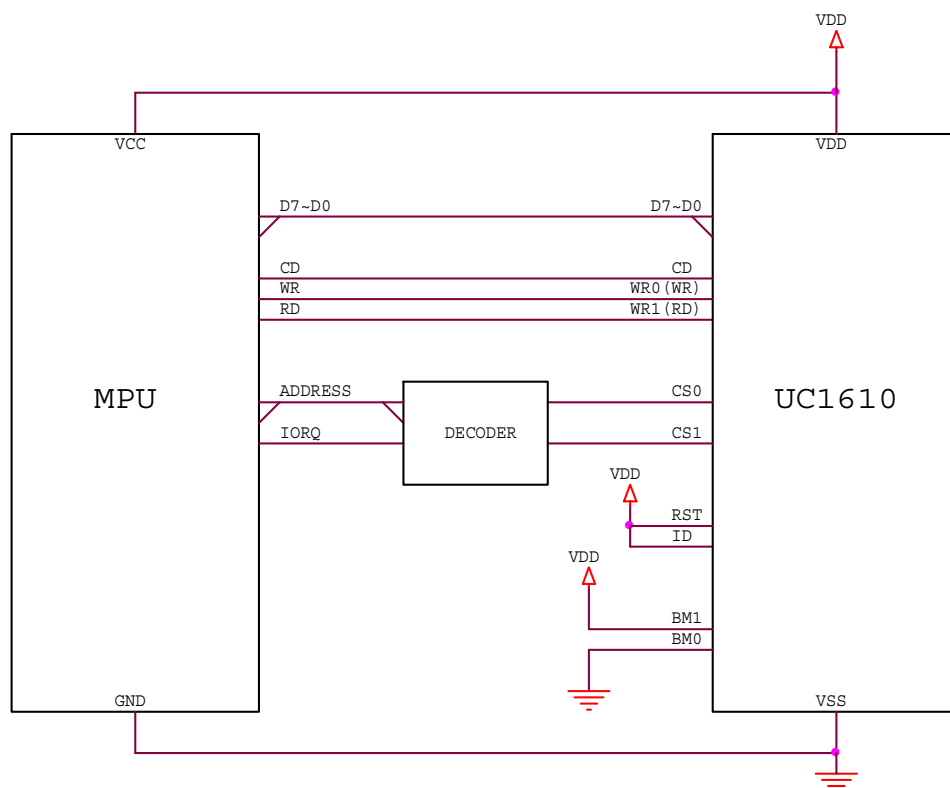 VDD
VCC
VDD
D7~D0
D7~D0
CD
CD
WR
WR0(WR)
RD
WR1(RD)
MPU
ADDRESS
CS0
UC1610
IORQ
DECODER
CS1
VDD
RST
ID
VDD
BM1
BM0
GND
VSS